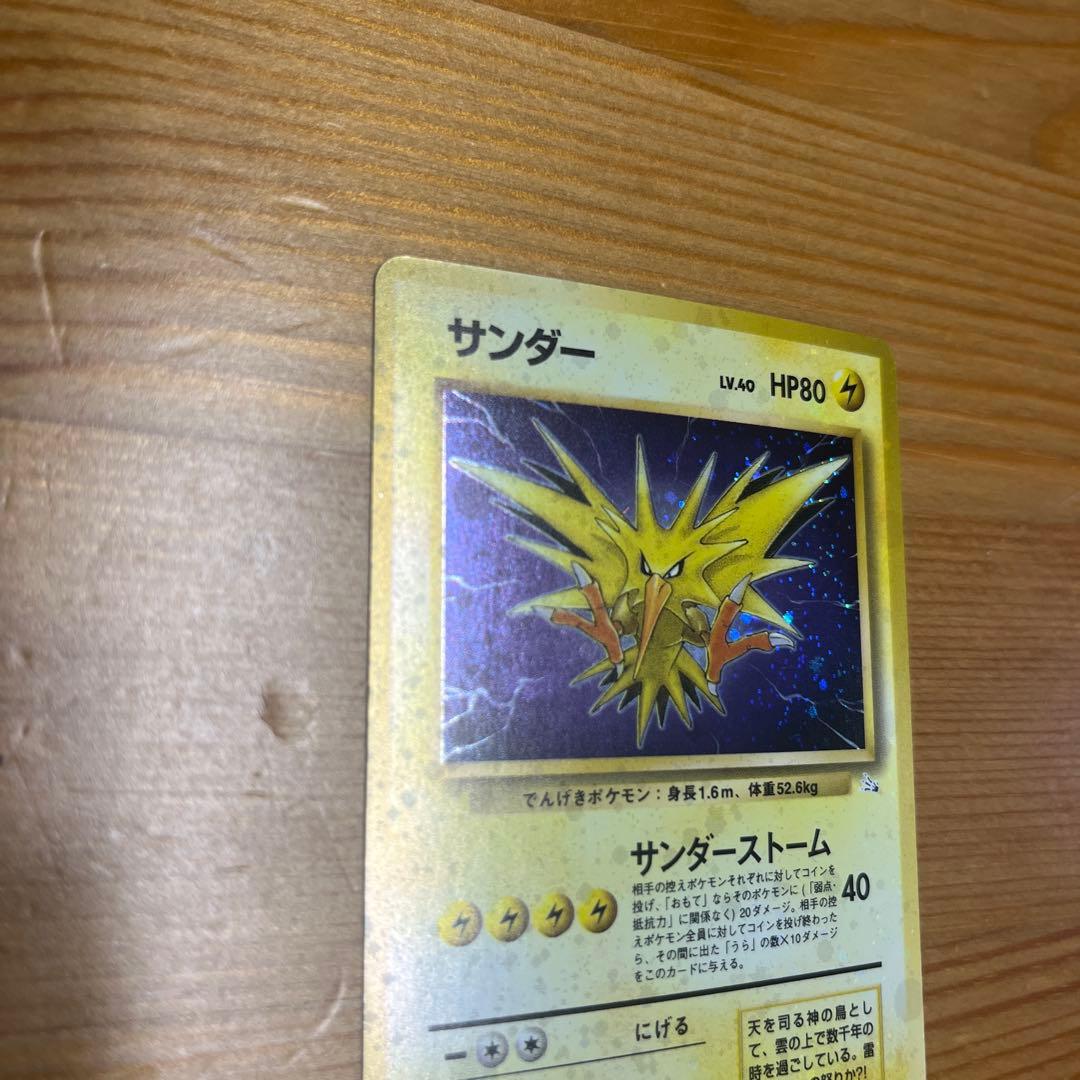 サンダー
LV.40 HP80
でんげきポケモン：身長1.6m、体重52.6kg
サンダーストーム
相手の控えポケモンそれぞれに対してコインを
投げ、「おもて」ならそのポケモンに（「弱点・
抵抗力」に関係なく）20ダメージ。相手の控
えポケモン全員に対してコインを投げ終わった
ら、その間に出た「うら」の数×10ダメージ
をこのカードに与える。
40
にげる
天を司る神の鳥とし
て、雲の上で数千年の
時を過ごしている。雷
の怒りか?!